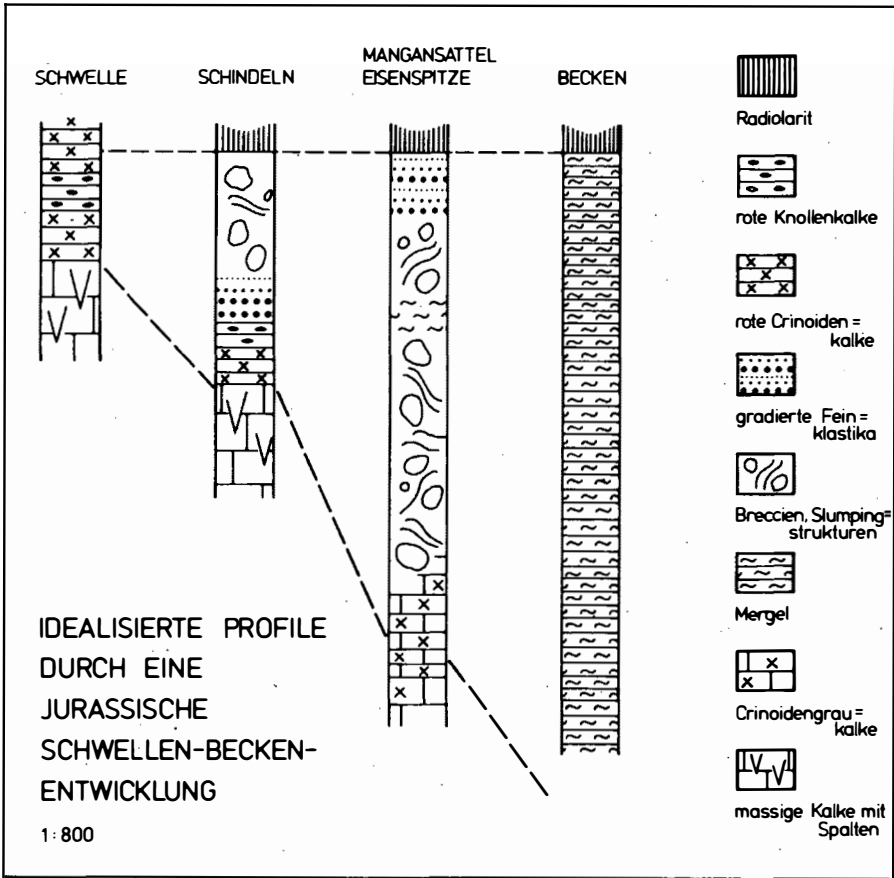 SCHWELLE
SCHINDELN
MANGANSATTEL
EISENSPITZE
BECKEN
Radiolarit
rote Knollenkalke
rote Crinoiden=
kalke
gradierte Fein=
klastika
Breccien, Slumping=
strukturen
Mergel
Crinoidengrau=
kalke
massige Kalke mit
Spalten
IDEALISIERTE PROFILE
DURCH EINE
JURASSISCHE
SCHWELLEN-BECKEN-
ENTWICKLUNG
1:800